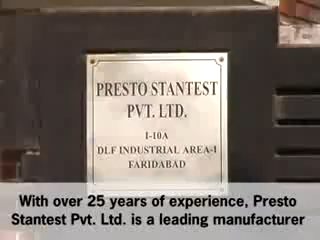 PRESTO STANTEST
PVT. LTD.
I-10A
DLF INDUSTRIAL AREA-I
FARIDABAD
With over 25 years of experience, Presto
Stantest Pvt. Ltd. is a leading manufacturer